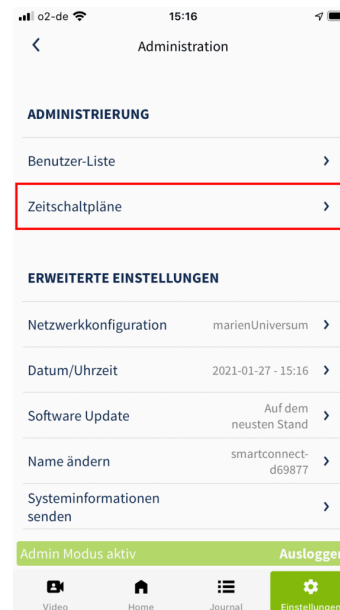 o2-de 15:16
Administration
ADMINISTRIERUNG
Benutzer-Liste
Zeitschaltpläne
ERWEITERTE EINSTELLUNGEN
Netzwerkkonfiguration marienUniversum
Datum/Uhrzeit 2021-01-27 - 15:16
Software Update Auf dem
neusten Stand
Name ändern smartconnect-
d69877
Systeminformationen
senden
Admin Modus aktiv Ausloggen
Video Home Journal Einstellungen